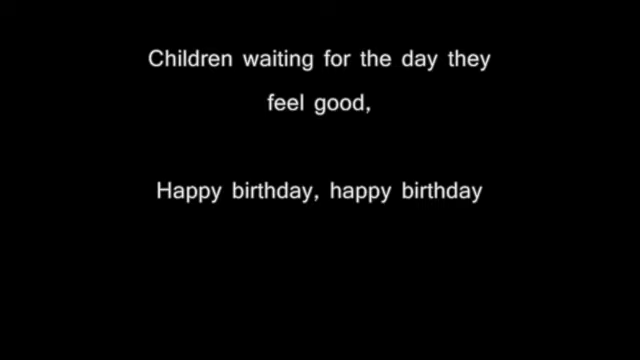 Children waiting for the day they
feel good,
Happy birthday, happy birthday